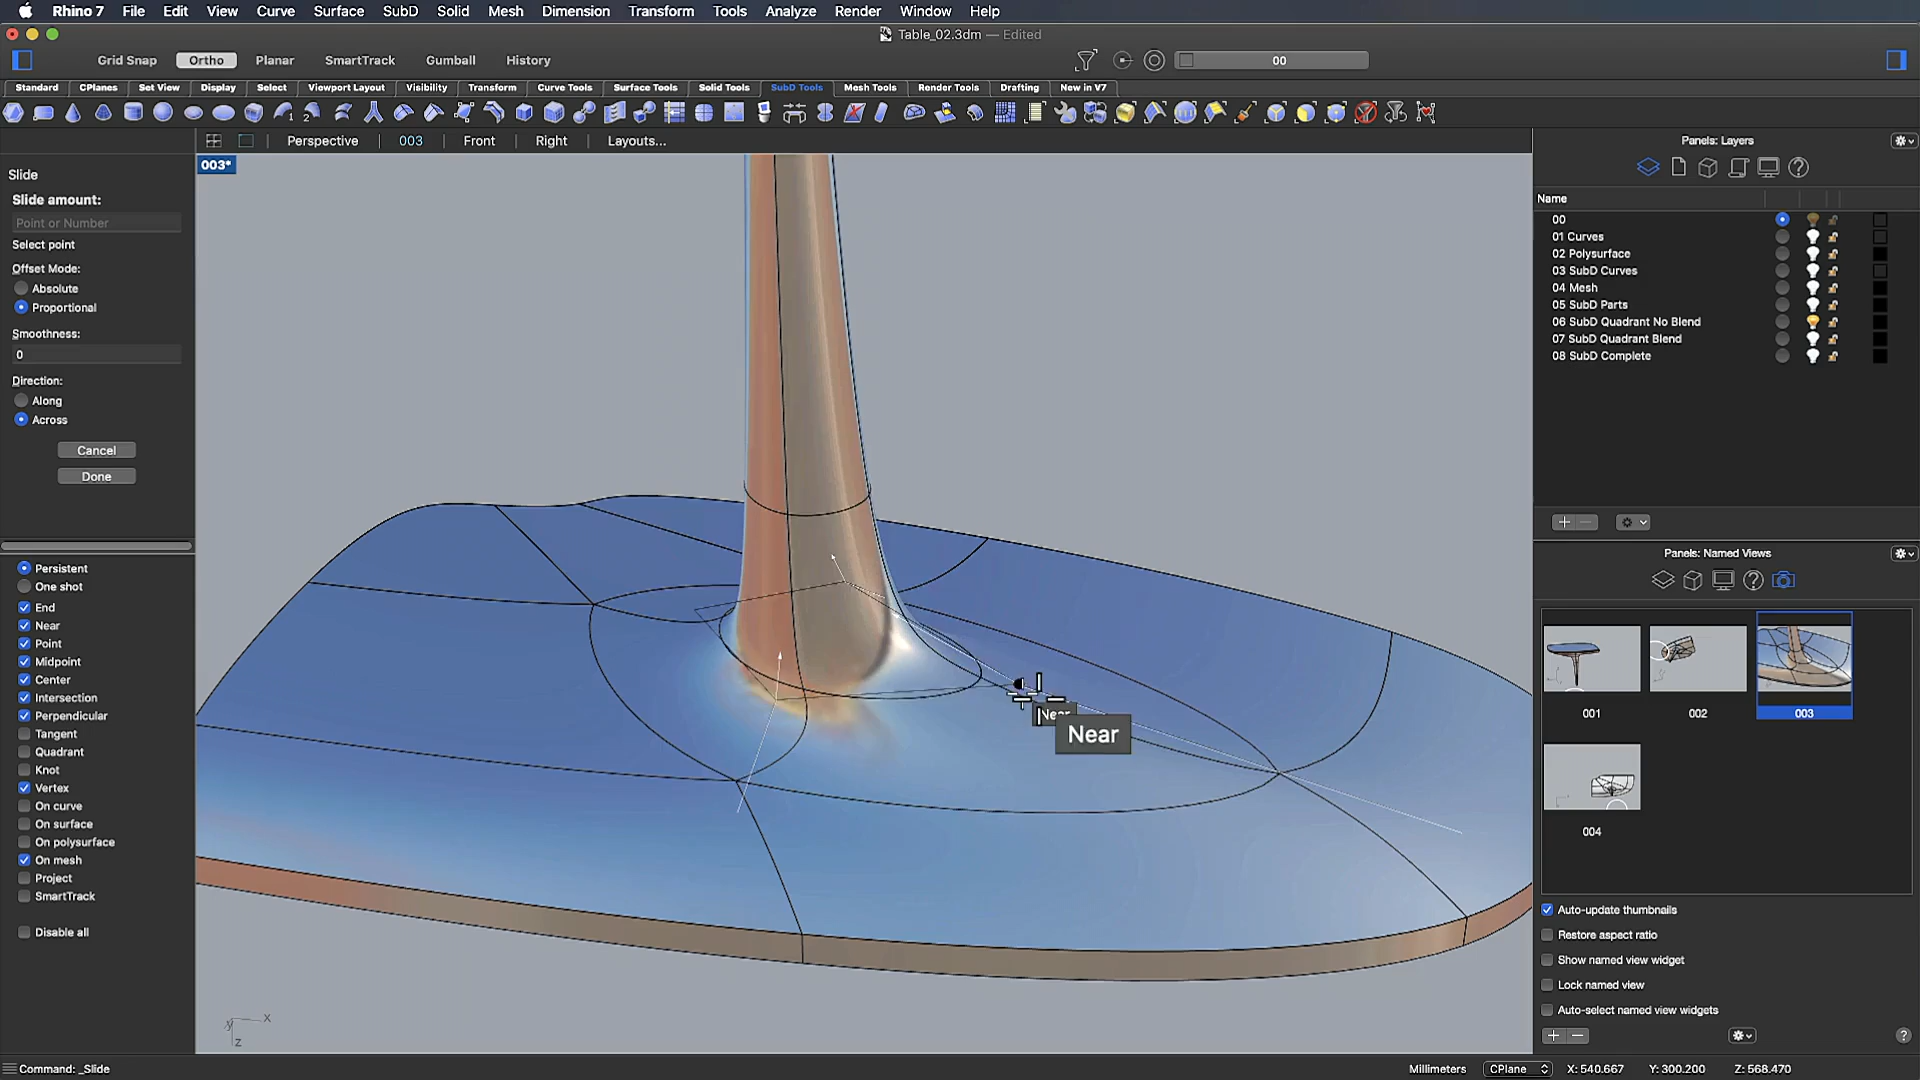 Rhino 7 File Edit View Curve Surface SubD Solid Mesh Dimension Transform Tools Analyze Render Window Help
Table_02.3dm — Edited
Grid Snap Ortho Planar SmartTrack Gumball History 00
Standard CPlanes Set View Display Select Viewport Layout Visibility Transform Curve Tools Surface Tools Solid Tools SubD Tools Mesh Tools Render Tools Drafting New in V7
Perspective 003 Front Right Layouts...
003*
Slide
Slide amount:
Point or Number
Select point
Offset Mode:
Absolute
Proportional
Smoothness:
0
Direction:
Along
Across
Cancel
Done
Persistent
One shot
End
Near
Point
Midpoint
Center
Intersection
Perpendicular
Tangent
Quadrant
Knot
Vertex
On curve
On surface
On polysurface
On mesh
Project
SmartTrack
Disable all
Near
Near
y x
z
Panels: Layers
Name
00
01 Curves
02 Polysurface
03 SubD Curves
04 Mesh
05 SubD Parts
06 SubD Quadrant No Blend
07 SubD Quadrant Blend
08 SubD Complete
Panels: Named Views
001 002 003
004
Auto-update thumbnails
Restore aspect ratio
Show named view widget
Lock named view
Auto-select named view widgets
Command: _Slide
Millimeters CPlane X: 540.667 Y: 300.200 Z: 568.470